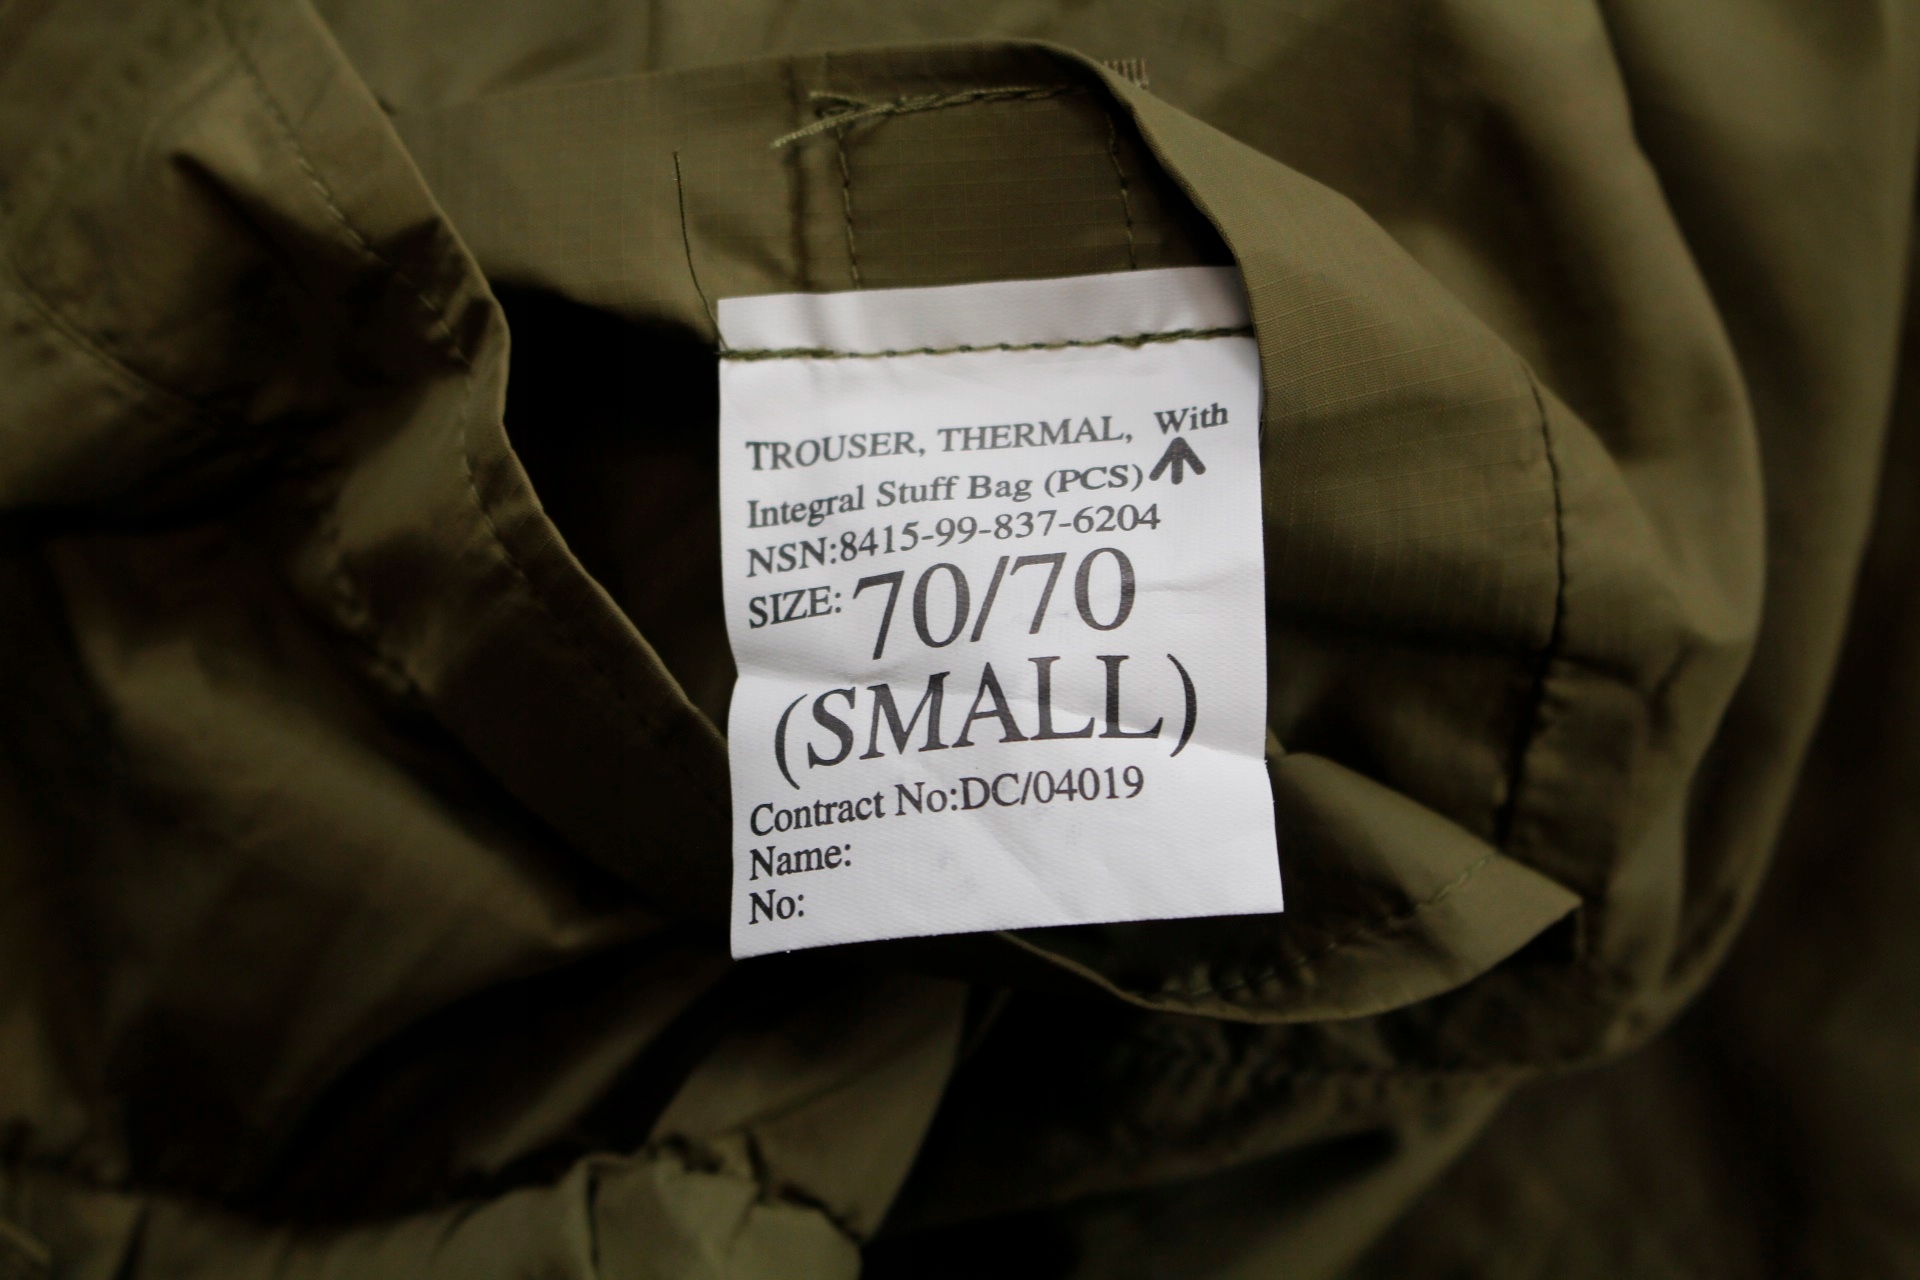 TROUSER, THERMAL, With
Integral Stuff Bag (PCS)
NSN:8415-99-837-6204
SIZE: 70/70
(SMALL)
Contract No:DC/04019
Name:
No: